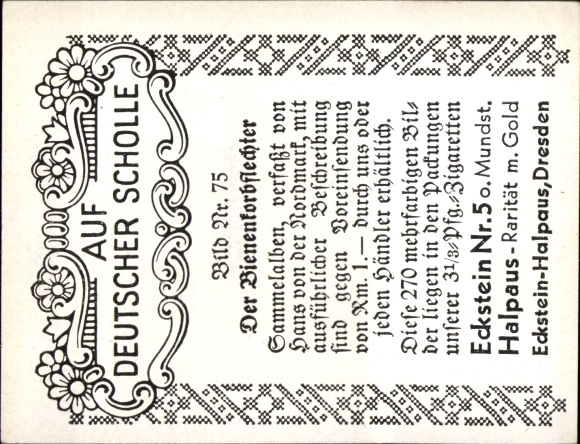 AUF
DEUTSCHER SCHOLLE
Bild Nr. 75
Der Bienenkorbflechter
Sammelalben, verfaßt von
Hans von der Nordmark, mit
ausführlicher Beschreibung
sind gegen Voreinsendung
von Rm. 1.— durch uns oder
jeden Händler erhältlich.
Diese 270 mehrfarbigen Bil-
der liegen in den Packungen
unserer 3 1/3-Pfg.-Zigaretten
Eckstein Nr. 5 o. Mundst.
Halpaus-Rarität m. Gold
Eckstein-Halpaus, Dresden